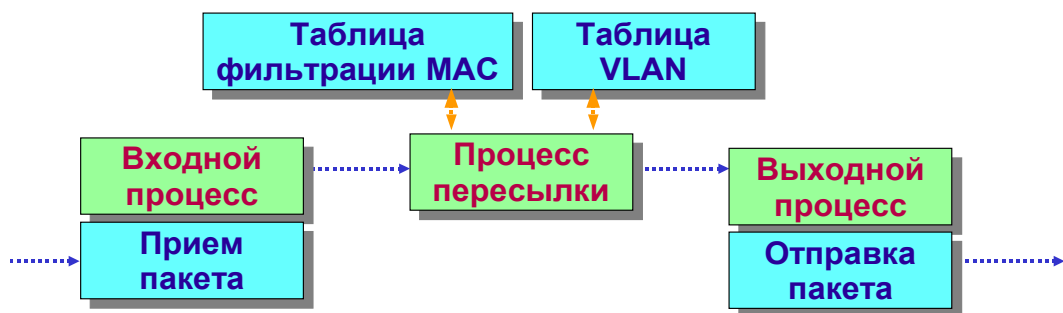 Таблица
фильтрации MAC
Таблица
VLAN
Входной
процесс
Прием
пакета
Процесс
пересылки
Выходной
процесс
Отправка
пакета